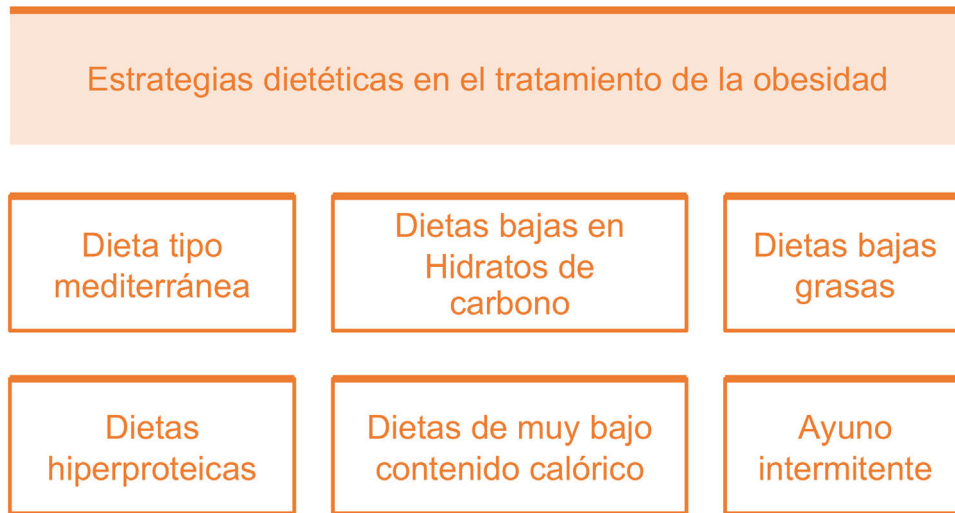 Estrategias dietéticas en el tratamiento de la obesidad
Dieta tipo
mediterránea
Dietas bajas en
Hidratos de
carbono
Dietas bajas
grasas
Dietas
hiperproteicas
Dietas de muy bajo
contenido calórico
Ayuno
intermitente